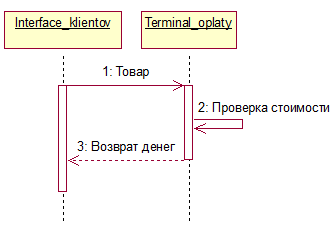 Interface_klientov
Terminal_oplaty
1: Товар
2: Проверка стоимости
3: Возврат денег